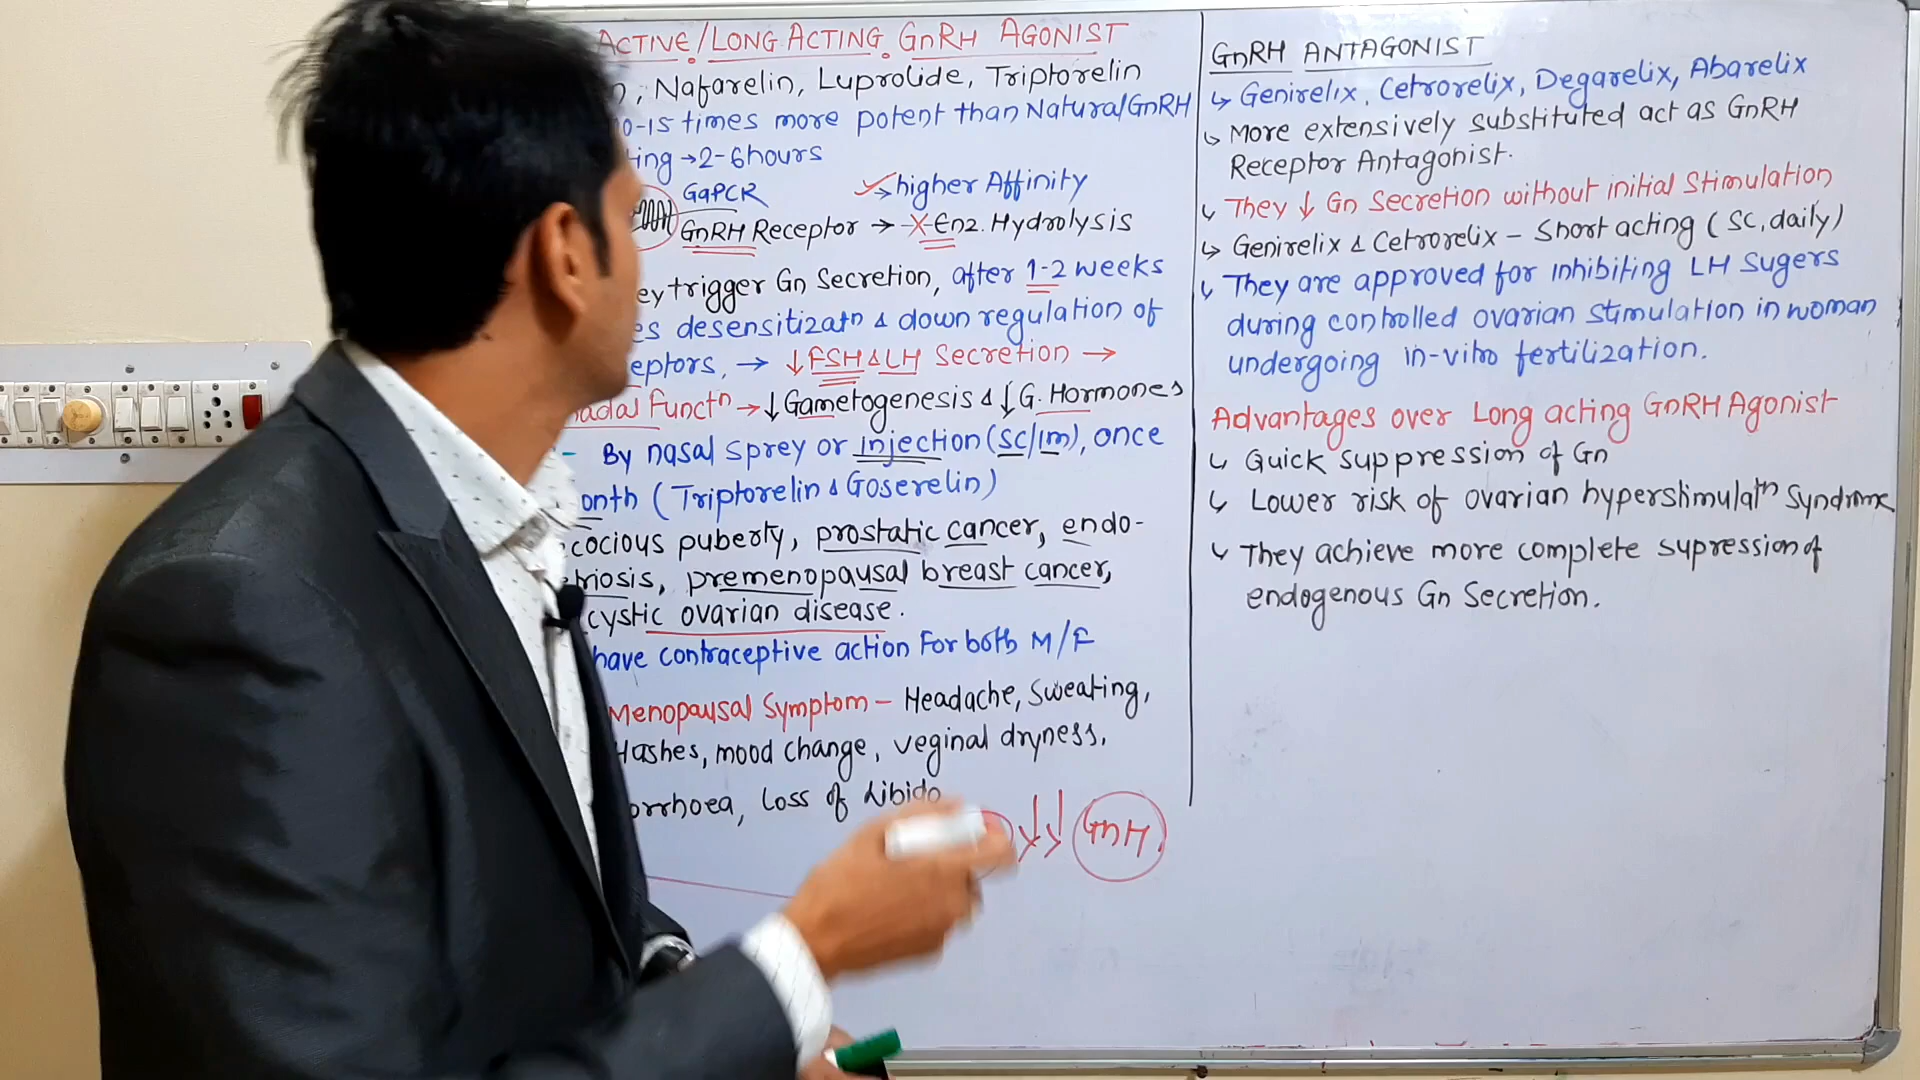 ACTIVE/LONG ACTING GnRH AGONIST
, Nafarelin, Luprolide, Triptorelin
0-15 times more potent than Natural GnRH
ting → 2-6 hours
GqPCR
higher Affinity
GnRH Receptor → X Enz. Hydrolysis
ey trigger Gn Secretion, after 1-2 weeks
es desensitizatn & down regulation of
eptors, → ↓ FSH & LH Secretion →
nadal Functn → ↓ Gametogenesis & ↓ G. Hormones
- By nasal sprey or injection (SC/IM), once
onth (Triptorelin & Goserelin)
cocious puberty, prostatic cancer, endo-
etriosis, premenopausal breast cancer,
cystic ovarian disease.
have contraceptive action for both M/F
Menopausal Symptom - Headache, Sweating,
flashes, mood change, veginal dryness,
orrhoea, Loss of Libido
↓↓ GnH
GnRH ANTAGONIST
↳ Genirelix, Cetrorelix, Degarelix, Abarelix
↳ More extensively substituted act as GnRH
Receptor Antagonist.
↳ They ↓ Gn Secretion without initial Stimulation
↳ Genirelix & Cetrorelix - Short acting (SC, daily)
↳ They are approved for inhibiting LH Sugers
during controlled ovarian stimulation in woman
undergoing in-vitro fertilization.
Advantages over Long acting GnRH Agonist
↳ Quick suppression of Gn
↳ Lower risk of ovarian hyperstimulatn Syndrome
↳ They achieve more complete supression of
endogenous Gn Secretion.